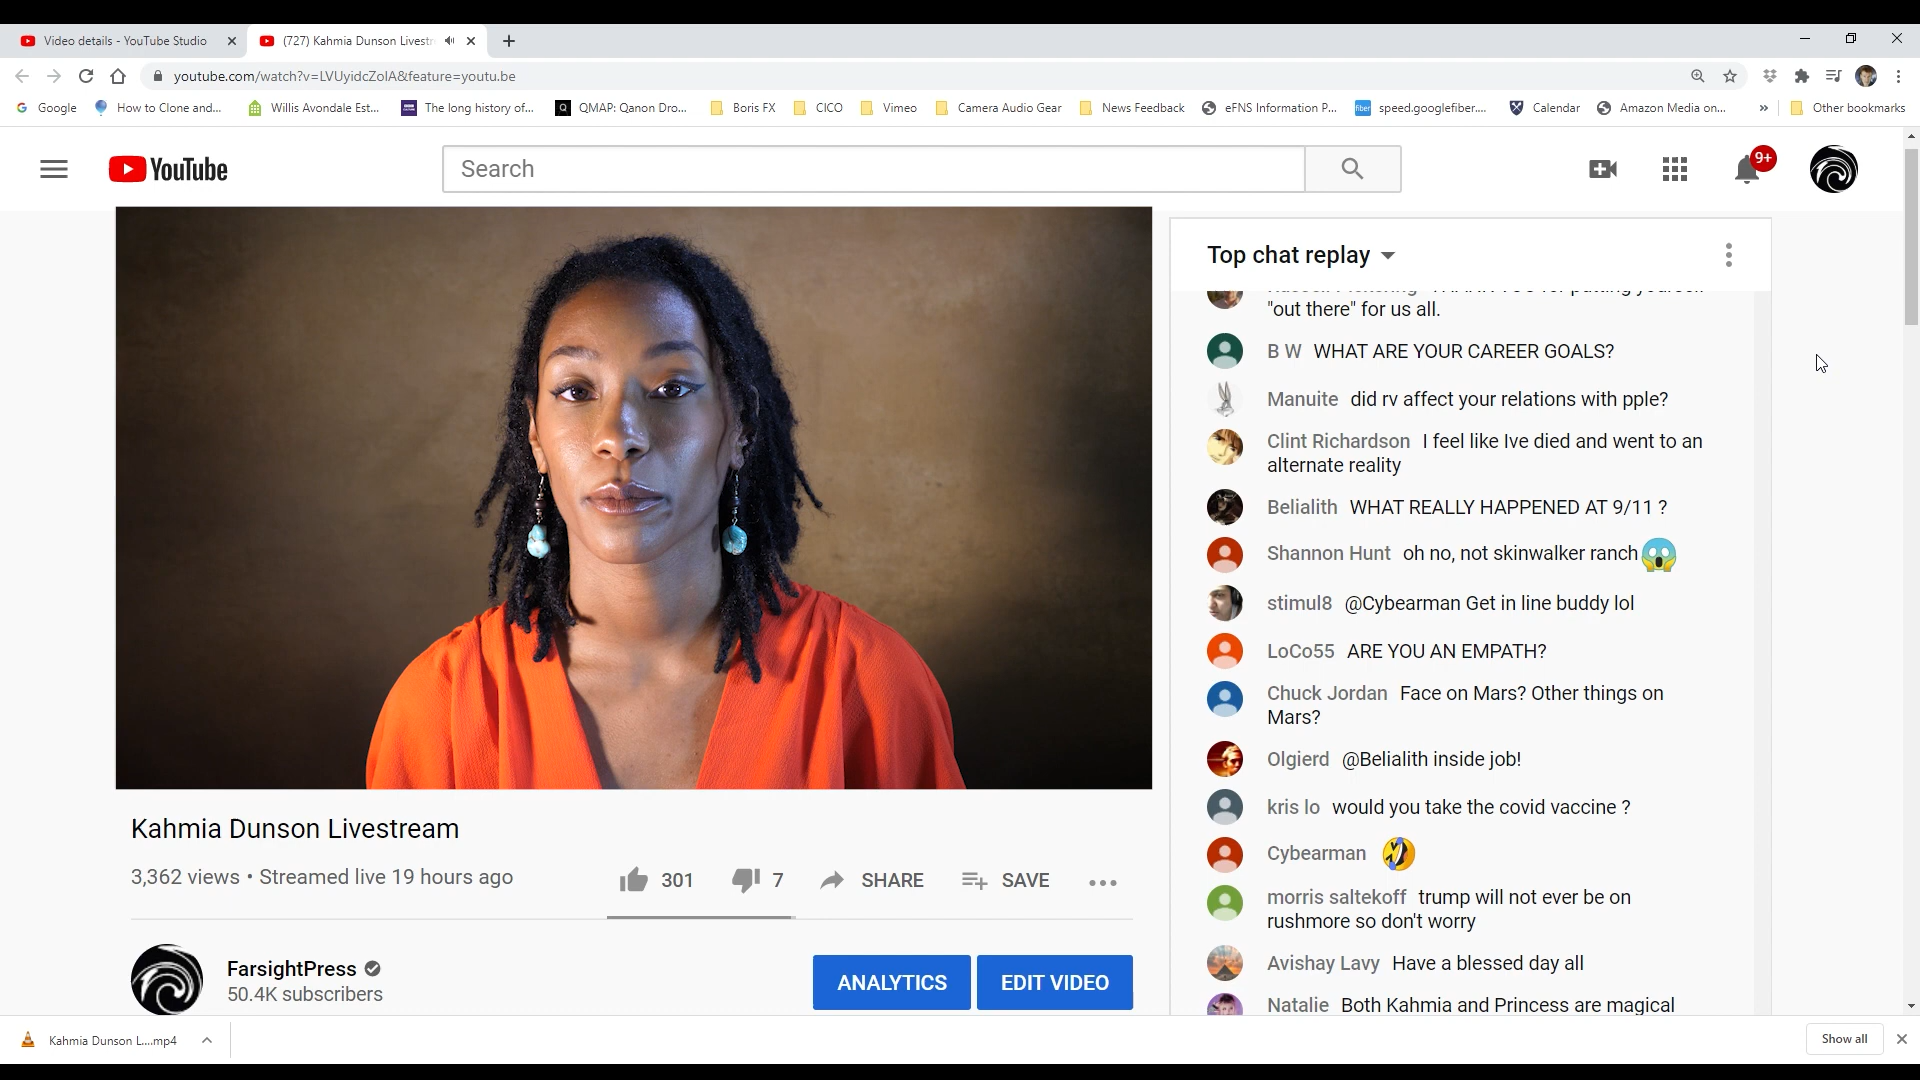 Video details - YouTube Studio
(727) Kahmia Dunson Livestr
youtube.com/watch?v=LVUyidcZolA&feature=youtu.be
Google
How to Clone and...
Willis Avondale Est...
The long history of...
QMAP: Qanon Dro...
Boris FX
CICO
Vimeo
Camera Audio Gear
News Feedback
eFNS Information P...
speed.googlefiber....
Calendar
Amazon Media on...
»
Other bookmarks
YouTube
Search
9+
Top chat replay
"out there" for us all.
B W WHAT ARE YOUR CAREER GOALS?
Manuite did rv affect your relations with pple?
Clint Richardson I feel like Ive died and went to an
alternate reality
Belialith WHAT REALLY HAPPENED AT 9/11 ?
Shannon Hunt oh no, not skinwalker ranch
stimul8 @Cybearman Get in line buddy lol
LoCo55 ARE YOU AN EMPATH?
Chuck Jordan Face on Mars? Other things on
Mars?
Olgierd @Belialith inside job!
kris lo would you take the covid vaccine ?
Cybearman
morris saltekoff trump will not ever be on
rushmore so don't worry
Avishay Lavy Have a blessed day all
Natalie Both Kahmia and Princess are magical
Kahmia Dunson Livestream
3,362 views • Streamed live 19 hours ago
301
7
SHARE
SAVE
FarsightPress
50.4K subscribers
ANALYTICS
EDIT VIDEO
Kahmia Dunson L....mp4
Show all